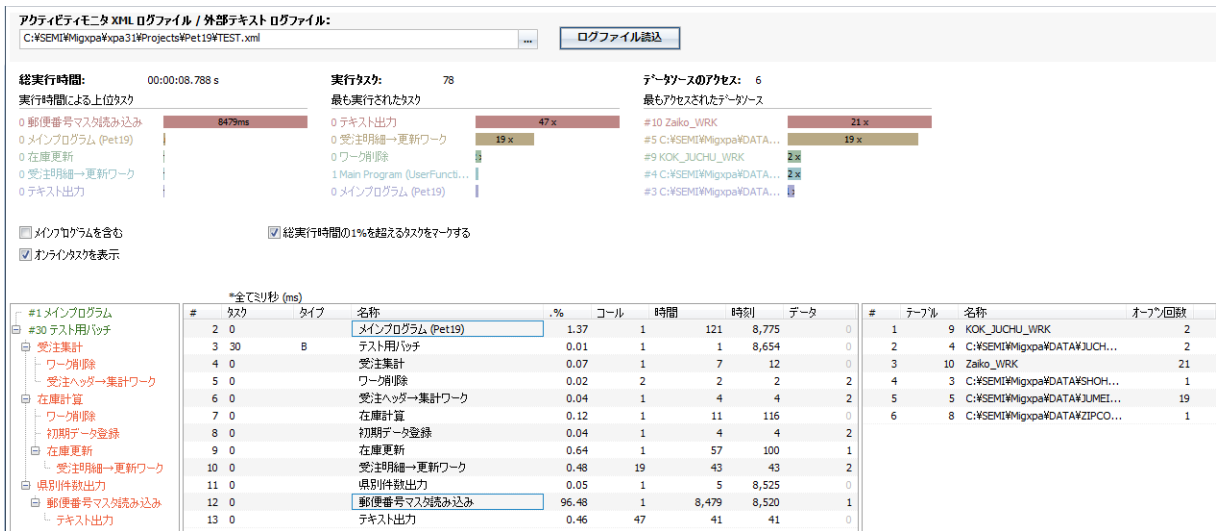 アクティビティモニタ XML ログファイル / 外部テキスト ログファイル:
C:¥SEMI¥Migxpa¥xpa31¥Projects¥Pet19¥TEST.xml ... ログファイル読込
総実行時間: 00:00:08.788 s 実行タスク: 78 データソースのアクセス: 6
実行時間による上位タスク 最も実行されたタスク 最もアクセスされたデータソース
0 郵便番号マスタ読み込み 8479ms 0 テキスト出力 47 x #10 Zaiko_WRK 21 x
0 メインプログラム (Pet19) 0 受注明細→更新ワーク 19 x #5 C:¥SEMI¥Migxpa¥DATA... 19 x
0 在庫更新 0 ワーク削除 #9 KOK_JUCHU_WRK 2 x
0 受注明細→更新ワーク 1 Main Program (UserFuncti... #4 C:¥SEMI¥Migxpa¥DATA... 2 x
0 テキスト出力 0 メインプログラム (Pet19) #3 C:¥SEMI¥Migxpa¥DATA...
メインプログラムを含む 総実行時間の1%を超えるタスクをマークする
オンラインタスクを表示
*全てミリ秒 (ms)
#1 メインプログラム
#30 テスト用バッチ
受注集計
ワーク削除
受注ヘッダ→集計ワーク
在庫計算
ワーク削除
初期データ登録
在庫更新
受注明細→更新ワーク
県別件数出力
郵便番号マスタ読み込み
テキスト出力
# タスク タイプ 名称 .% コール 時間 時刻 データ
2 0 メインプログラム (Pet19) 1.37 1 121 8,775 0
3 30 B テスト用バッチ 0.01 1 1 8,654 0
4 0 受注集計 0.07 1 7 12 0
5 0 ワーク削除 0.02 2 2 2 2
6 0 受注ヘッダ→集計ワーク 0.04 1 4 4 2
7 0 在庫計算 0.12 1 11 116 0
8 0 初期データ登録 0.04 1 4 4 2
9 0 在庫更新 0.64 1 57 100 1
10 0 受注明細→更新ワーク 0.48 19 43 43 2
11 0 県別件数出力 0.05 1 5 8,525 0
12 0 郵便番号マスタ読み込み 96.48 1 8,479 8,520 1
13 0 テキスト出力 0.46 47 41 41 0
# テーブル 名称 オープン回数
1 9 KOK_JUCHU_WRK 2
2 4 C:¥SEMI¥Migxpa¥DATA¥JUCH... 2
3 10 Zaiko_WRK 21
4 3 C:¥SEMI¥Migxpa¥DATA¥SHOH... 1
5 5 C:¥SEMI¥Migxpa¥DATA¥JUMEI... 19
6 8 C:¥SEMI¥Migxpa¥DATA¥ZIPCO... 1